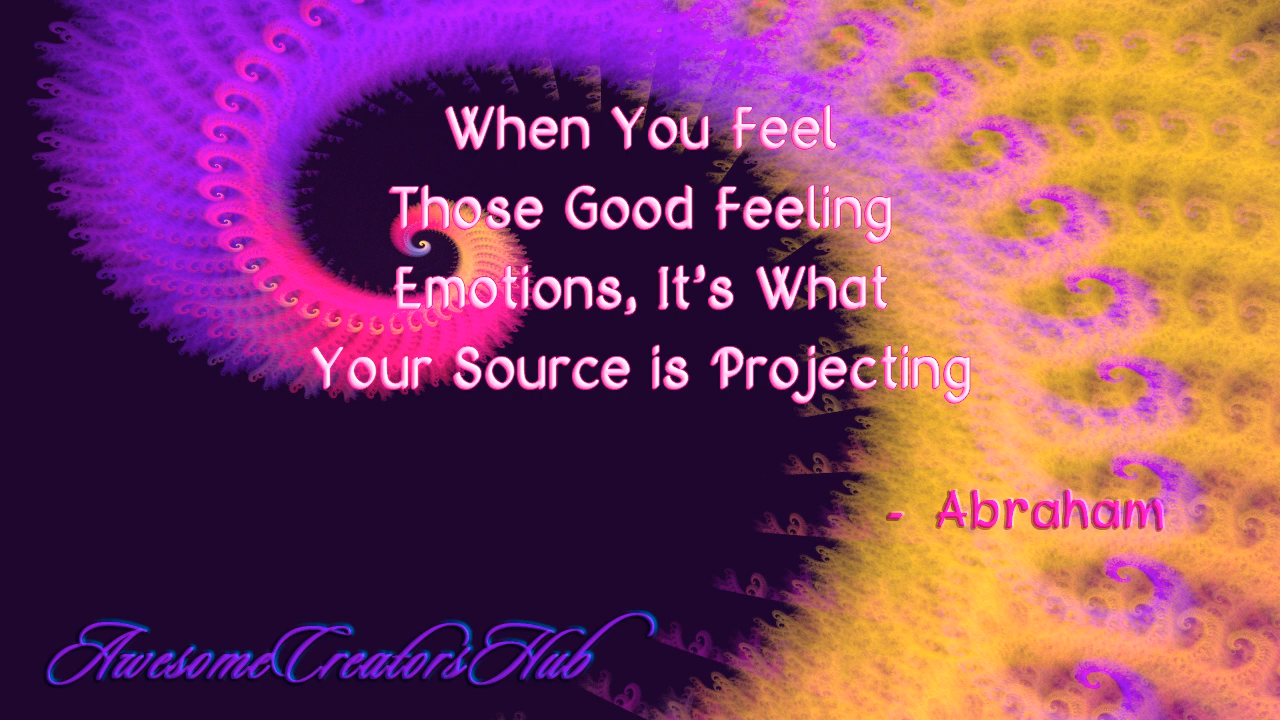 When You Feel
Those Good Feeling
Emotions, It's What
Your Source is Projecting
- Abraham
AwesomeCreatorsHub